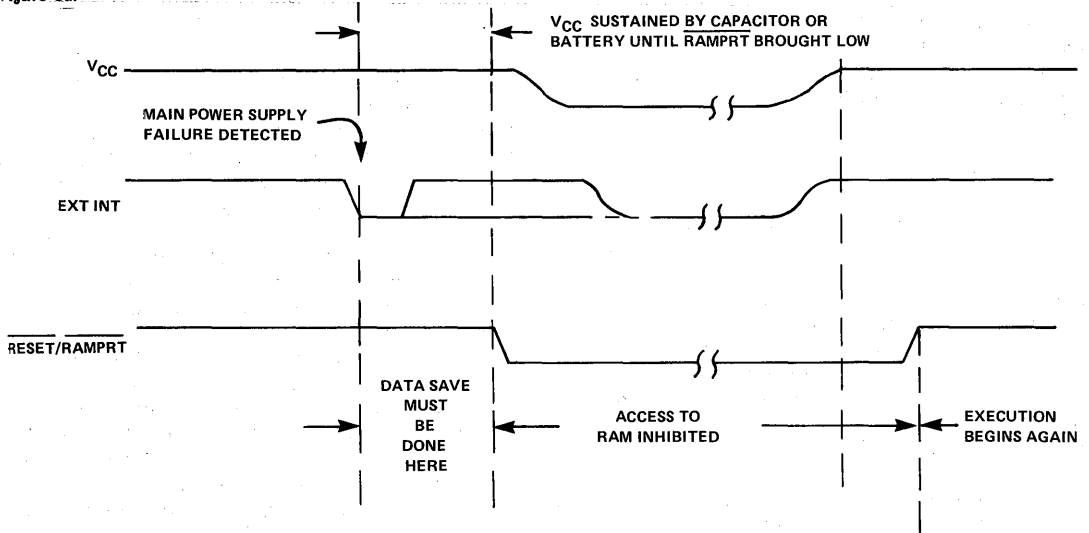 VCC SUSTAINED BY CAPACITOR OR
BATTERY UNTIL RAMPRT BROUGHT LOW
VCC
MAIN POWER SUPPLY
FAILURE DETECTED
EXT INT
RESET/RAMPRT
DATA SAVE
MUST
BE
DONE
HERE
ACCESS TO
RAM INHIBITED
EXECUTION
BEGINS AGAIN